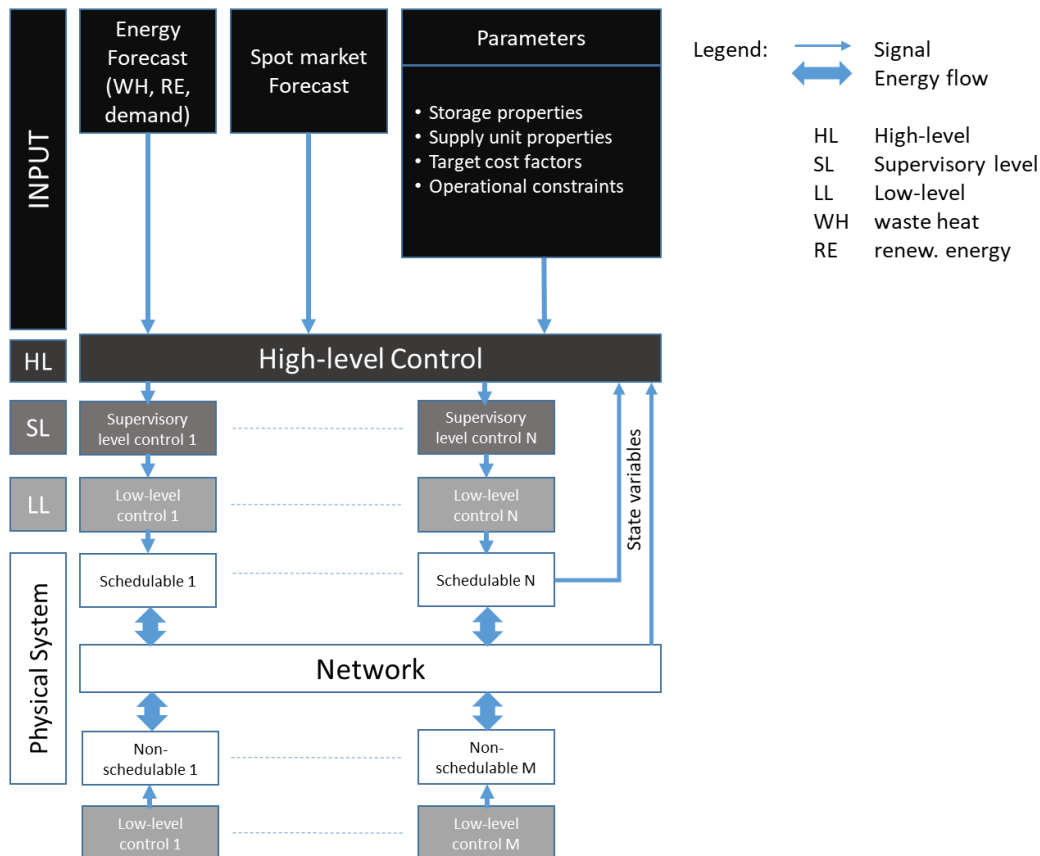 INPUT
Energy
Forecast
(WH, RE,
demand)
Spot market
Forecast
Parameters
• Storage properties
• Supply unit properties
• Target cost factors
• Operational constraints
Legend:
Signal
Energy flow
HL High-level
SL Supervisory level
LL Low-level
WH waste heat
RE renew. energy
HL
High-level Control
SL
Supervisory
level control 1
Supervisory
level control N
LL
Low-level
control 1
Low-level
control N
State variables
Physical System
Schedulable 1
Schedulable N
Network
Non-
schedulable 1
Non-
schedulable M
Low-level
control 1
Low-level
control M